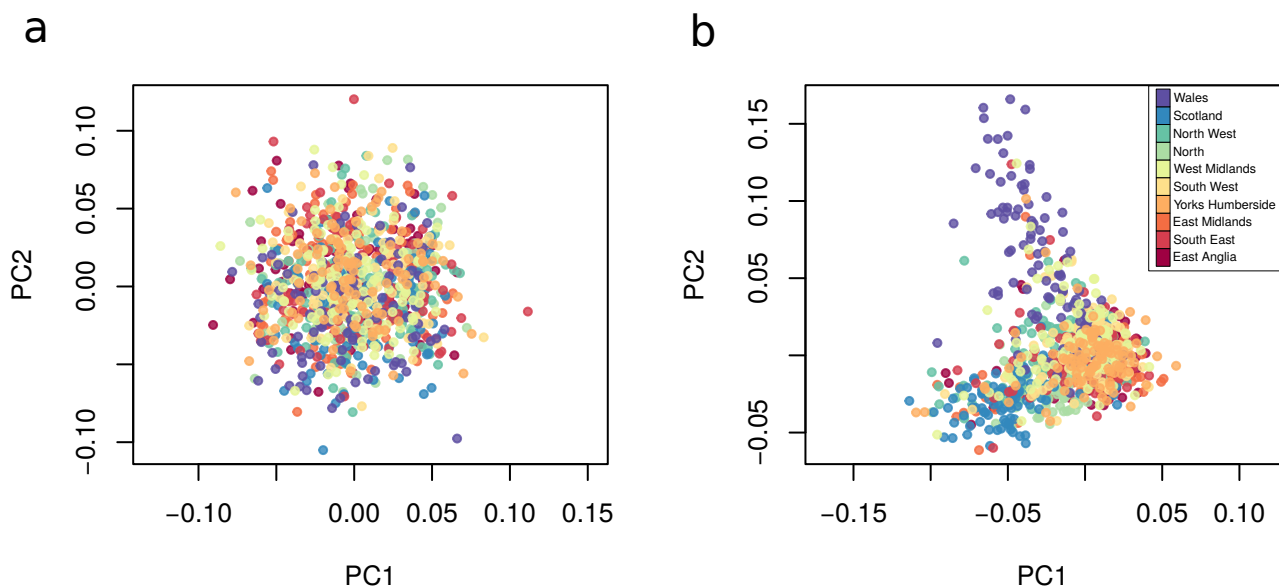 a
b
PC2
0.10
0.05
0.00
−0.10
−0.10
0.00
0.05
0.10
0.15
PC1
PC2
0.15
0.10
0.05
−0.05
−0.15
−0.05
0.05
0.10
PC1
Wales
Scotland
North West
North
West Midlands
South West
Yorks Humberside
East Midlands
South East
East Anglia